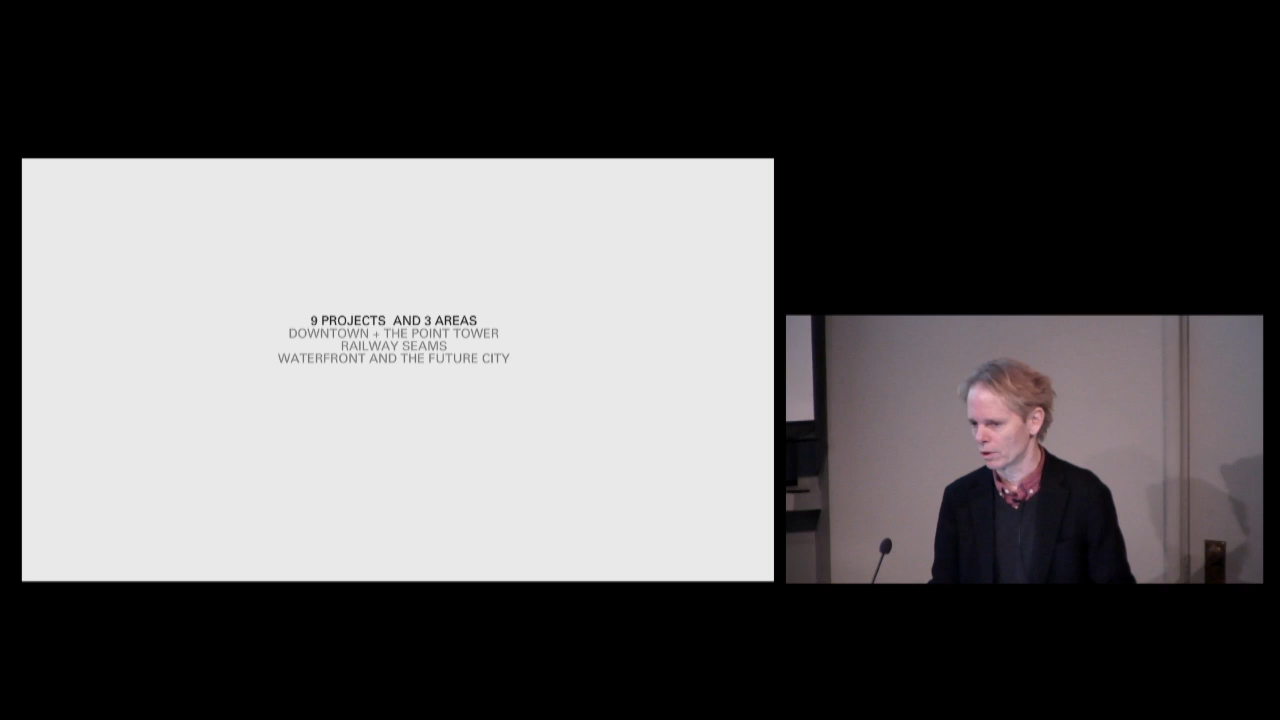 9 PROJECTS AND 3 AREAS
DOWNTOWN + THE POINT TOWER
RAILWAY SEAMS
WATERFRONT AND THE FUTURE CITY